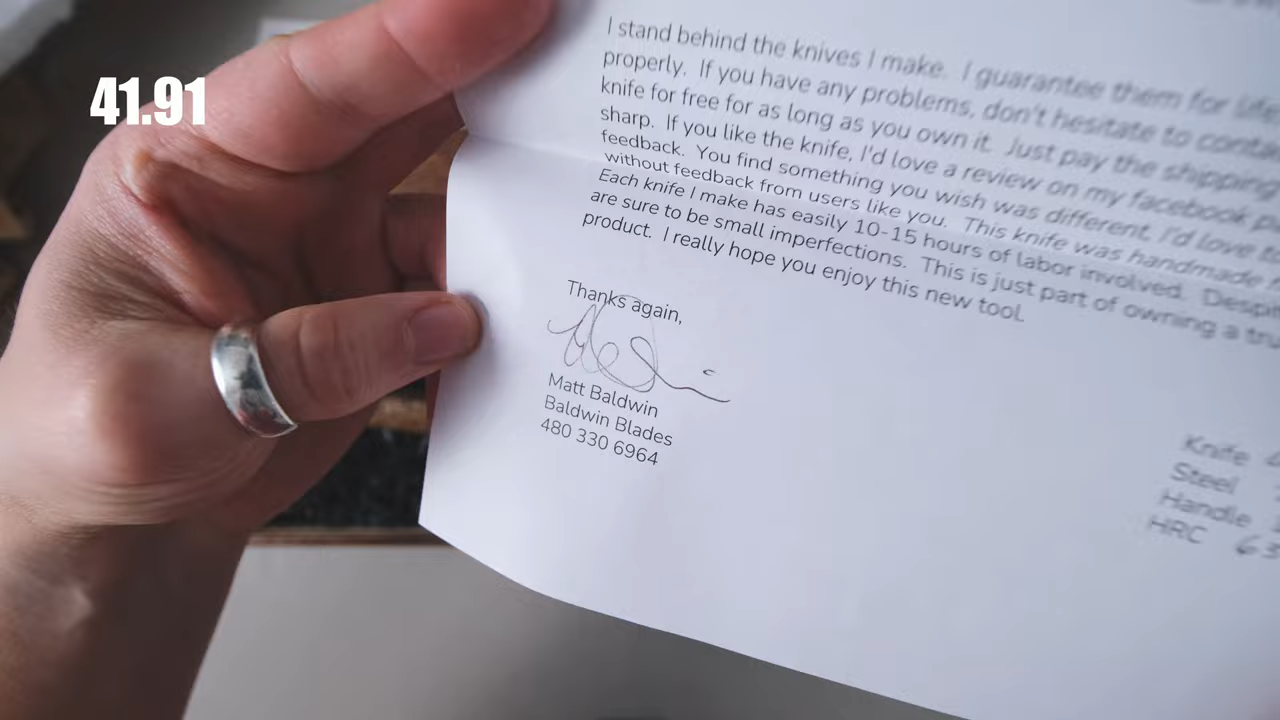 41.91
I stand behind the knives I make. I guarantee them for life
properly. If you have any problems, don't hesitate to
knife for free for as long as you own it. Just pay the shipping
sharp. If you like the knife, I'd love a review on my facebook
feedback. You find something you wish was different, I'd love to
without feedback from users like you. This knife was handmade
Each knife I make has easily 10-15 hours of labor involved.
are sure to be small imperfections. This is just part of owning a
product. I really hope you enjoy this new tool.
Thanks again,
Matt Baldwin
Baldwin Blades
480 330 6964
Knife
Steel
Handle
HRC 63